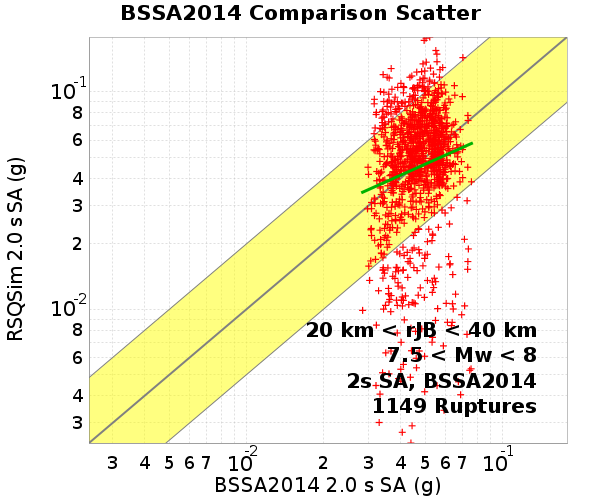 BSSA2014 Comparison Scatter
RSQSim 2.0 s SA (g)
10⁻¹
8
6
4
3
2
10⁻²
8
6
4
3
20 km < rJB < 40 km
7.5 < Mw < 8
2s SA, BSSA2014
1149 Ruptures
3 4 5 6 7 10⁻² 2 3 4 5 6 7 10⁻¹
BSSA2014 2.0 s SA (g)